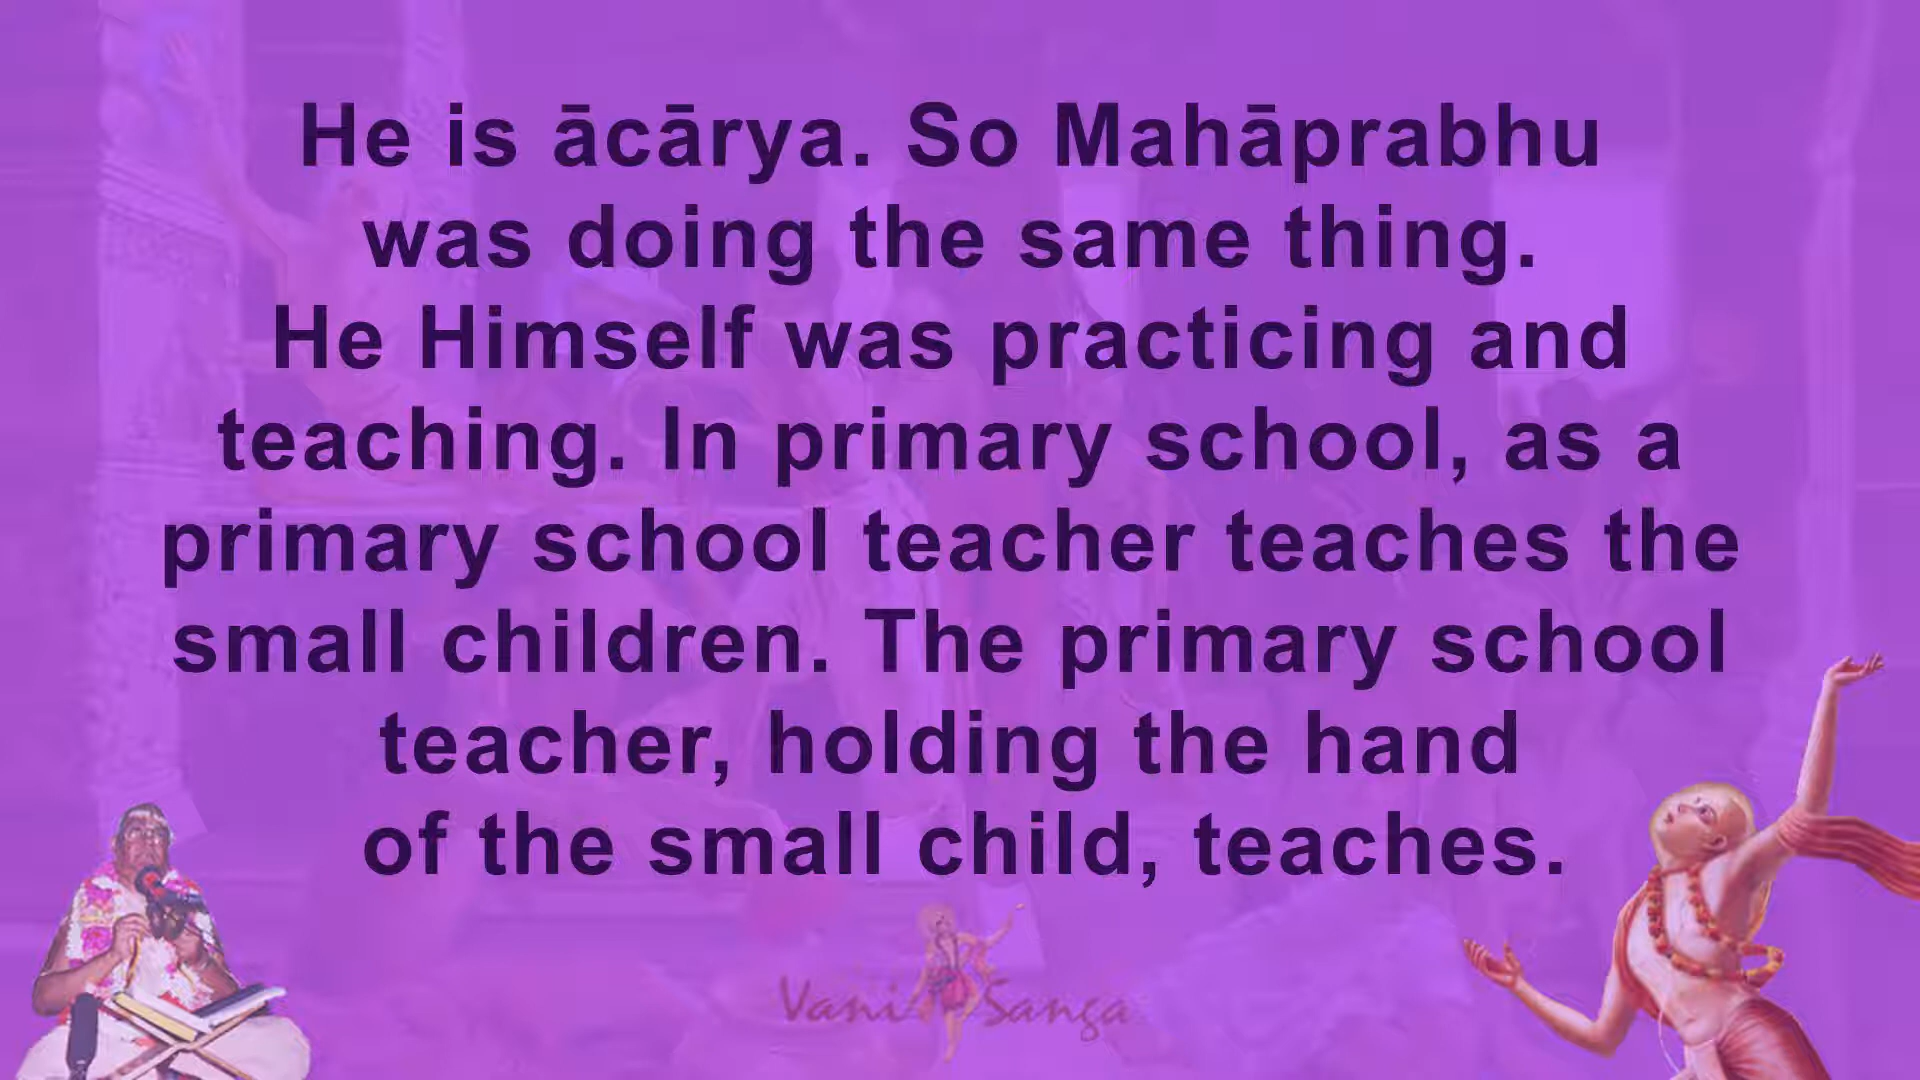 He is ācārya. So Mahāprabhu
was doing the same thing.
He Himself was practicing and
teaching. In primary school, as a
primary school teacher teaches the
small children. The primary school
teacher, holding the hand
of the small child, teaches.
Vani Sanga